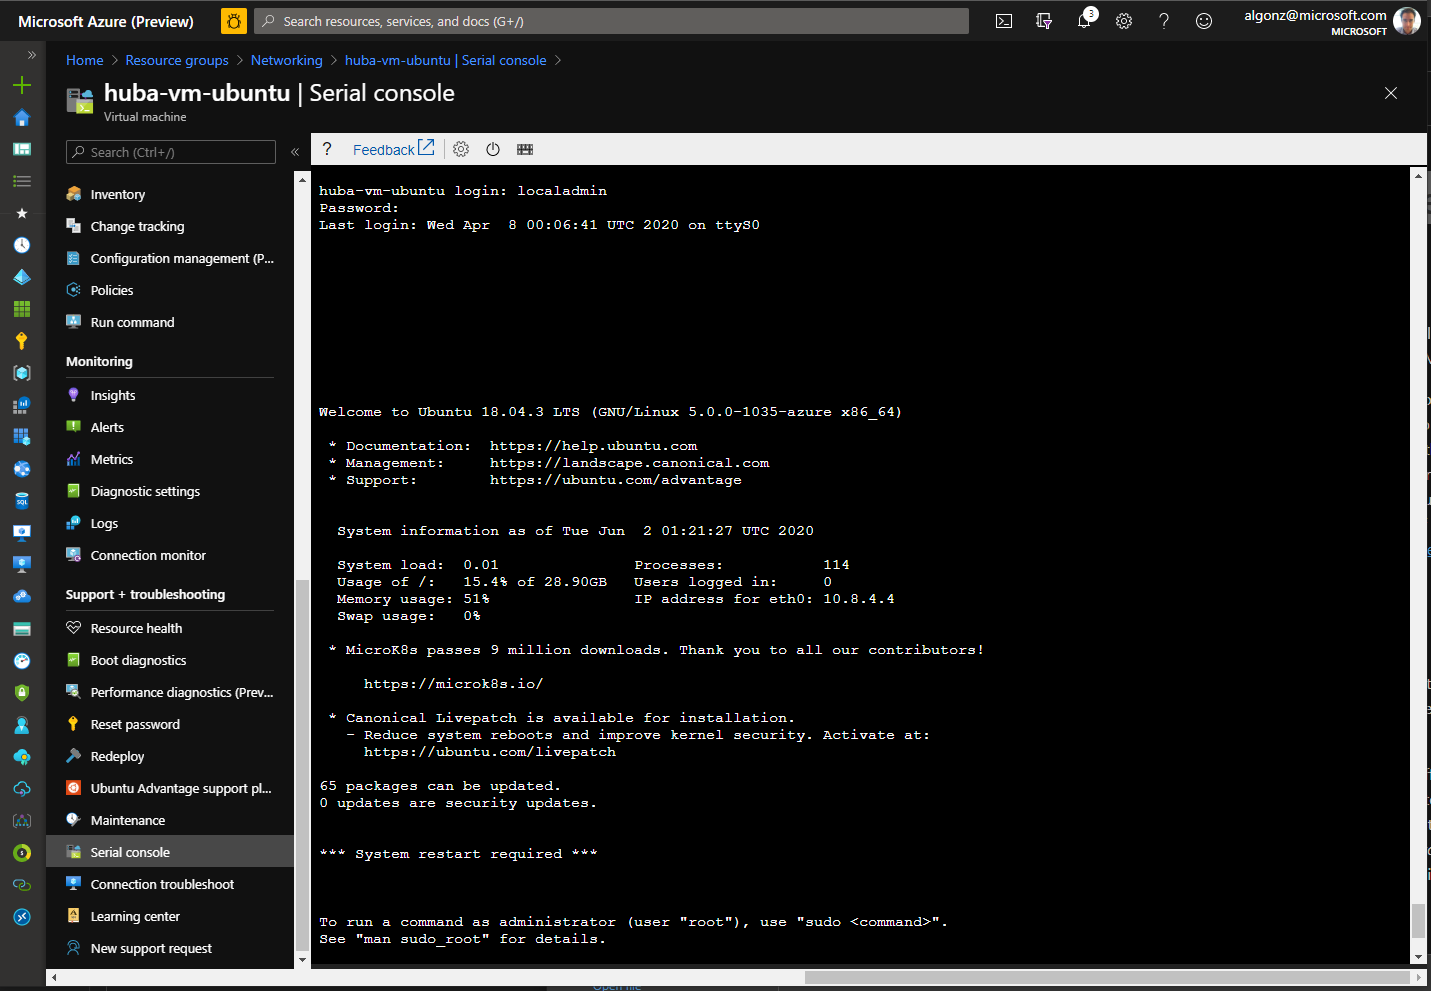 Microsoft Azure (Preview)
Search resources, services, and docs (G+/)
3
algonz@microsoft.com
MICROSOFT
Home > Resource groups > Networking > huba-vm-ubuntu | Serial console >
huba-vm-ubuntu | Serial console
Virtual machine
Search (Ctrl+/)
Inventory
Change tracking
Configuration management (P...
Policies
Run command
Monitoring
Insights
Alerts
Metrics
Diagnostic settings
Logs
Connection monitor
Support + troubleshooting
Resource health
Boot diagnostics
Performance diagnostics (Prev...
Reset password
Redeploy
Ubuntu Advantage support pl...
Maintenance
Serial console
Connection troubleshoot
Learning center
New support request
? Feedback
huba-vm-ubuntu login: localadmin
Password:
Last login: Wed Apr  8 00:06:41 UTC 2020 on ttyS0
Welcome to Ubuntu 18.04.3 LTS (GNU/Linux 5.0.0-1035-azure x86_64)
* Documentation:  https://help.ubuntu.com
* Management:     https://landscape.canonical.com
* Support:        https://ubuntu.com/advantage
System information as of Tue Jun  2 01:21:27 UTC 2020
System load:  0.01               Processes:           114
Usage of /:   15.4% of 28.90GB   Users logged in:     0
Memory usage: 51%                IP address for eth0: 10.8.4.4
Swap usage:   0%
* MicroK8s passes 9 million downloads. Thank you to all our contributors!
https://microk8s.io/
* Canonical Livepatch is available for installation.
- Reduce system reboots and improve kernel security. Activate at:
https://ubuntu.com/livepatch
65 packages can be updated.
0 updates are security updates.
*** System restart required ***
To run a command as administrator (user "root"), use "sudo <command>".
See "man sudo_root" for details.